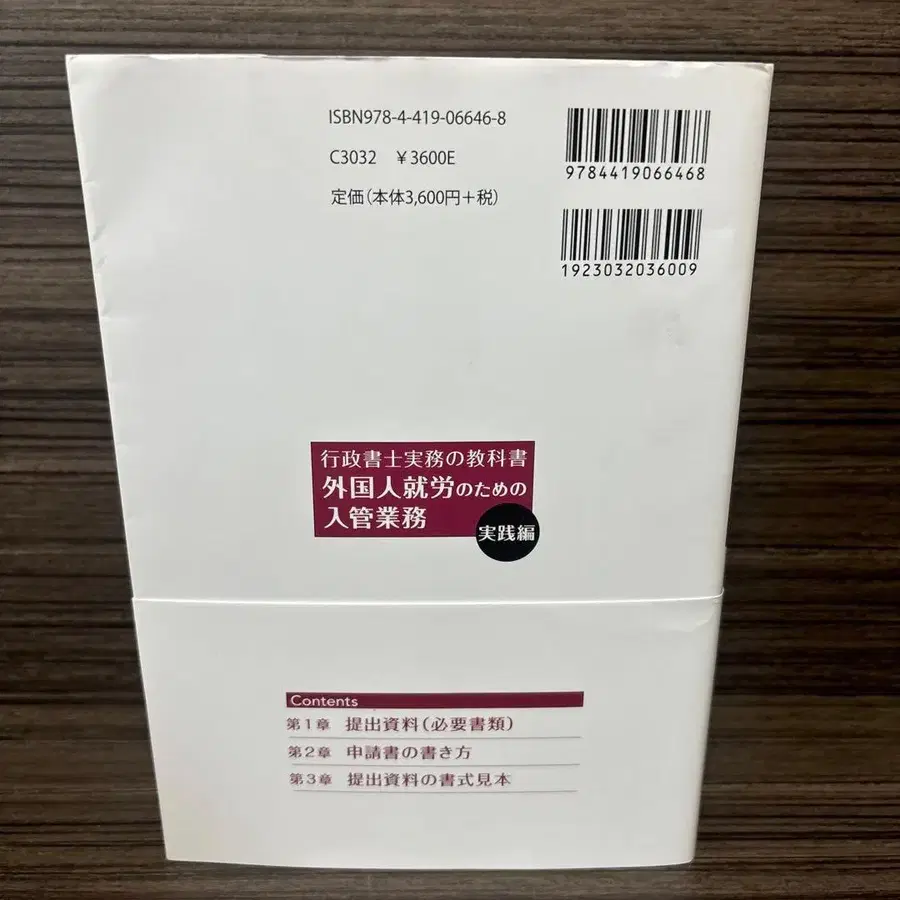 ISBN978-4-419-06646-8
C3032 ¥3600E
定価(本体3,600円+税)
9784419066468
1923032036009
行政書士実務の教科書
外国人就労のための
入管業務
実践編
Contents
第1章 提出資料(必要書類)
第2章 申請書の書き方
第3章 提出資料の書式見本